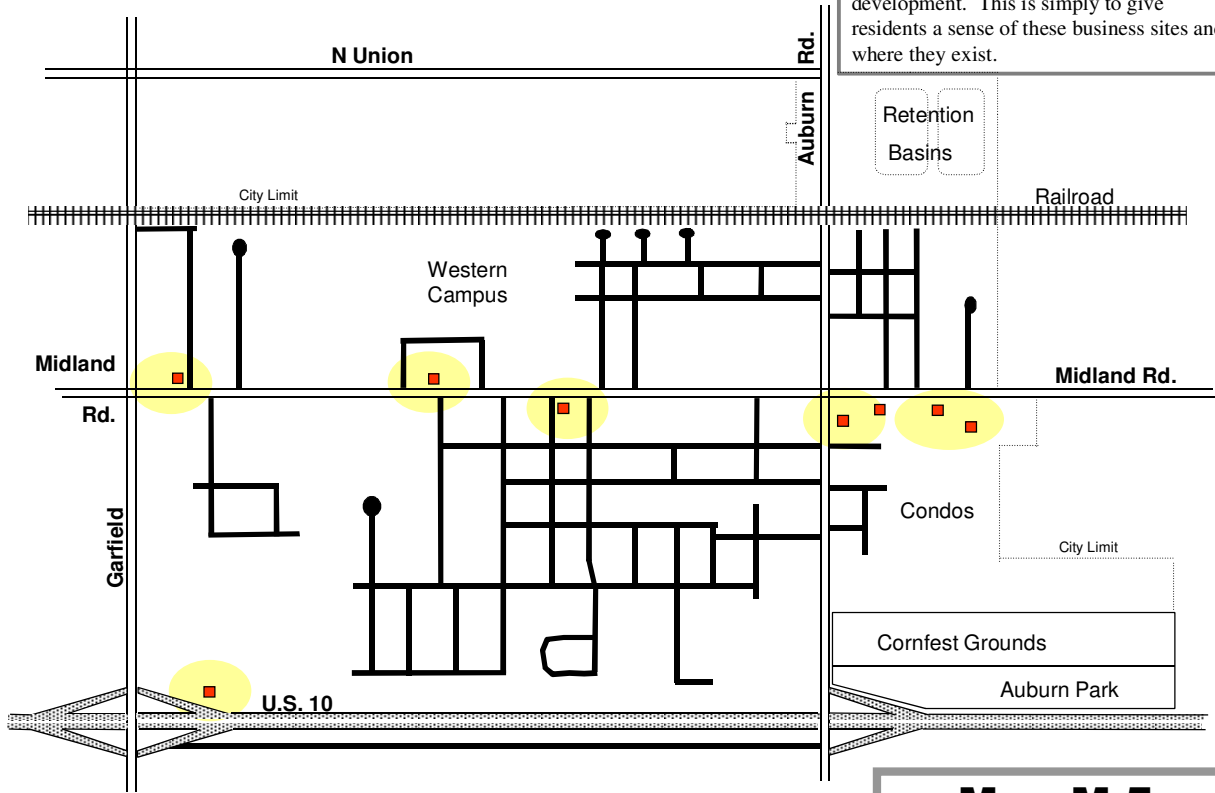 development. This is simply to give
residents a sense of these business sites and
where they exist.
N Union
Auburn Rd.
Retention
Basins
City Limit
Railroad
Western
Campus
Midland
Rd.
Midland Rd.
Garfield
Condos
City Limit
Cornfest Grounds
Auburn Park
U.S. 10